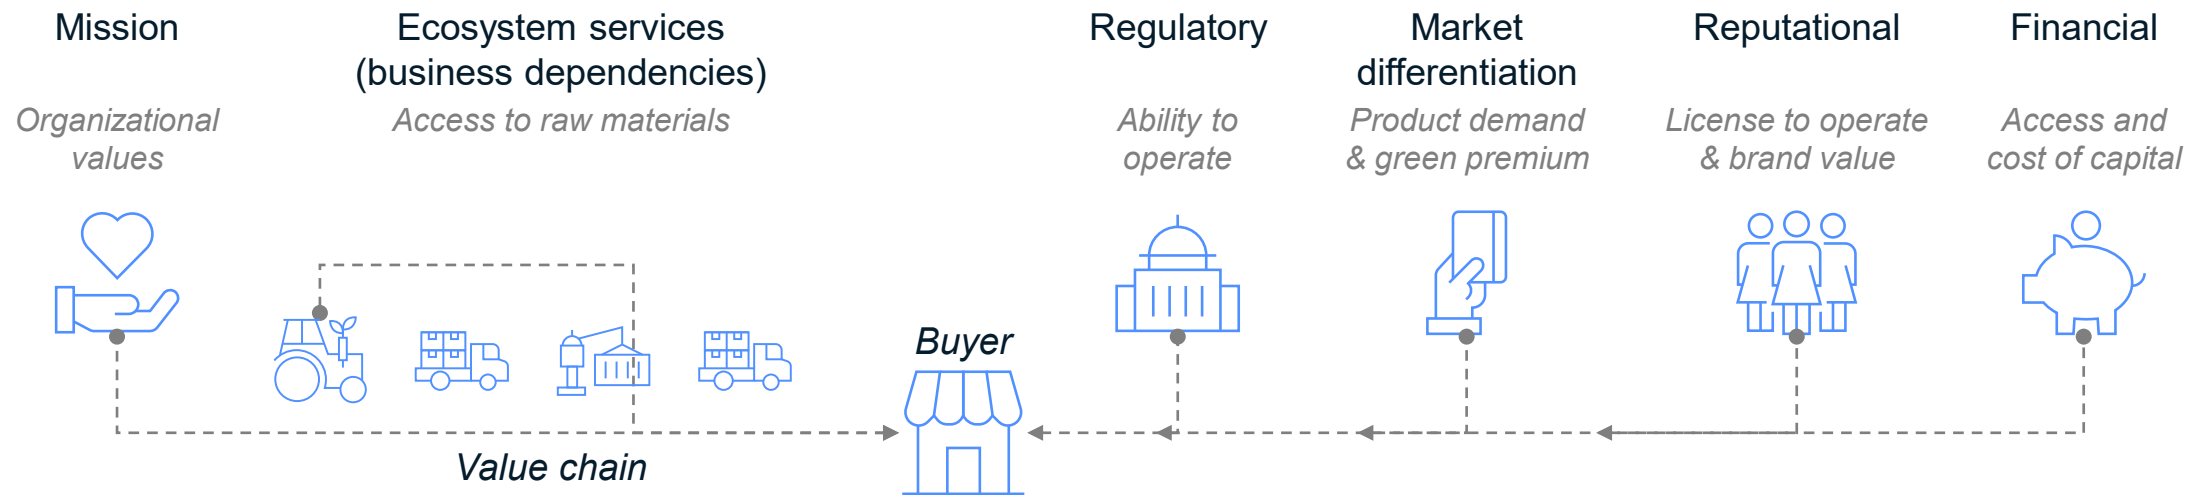 Mission
Organizational
values
Ecosystem services
(business dependencies)
Access to raw materials
Regulatory
Ability to
operate
Market
differentiation
Product demand
& green premium
Reputational
License to operate
& brand value
Financial
Access and
cost of capital
Buyer
Value chain